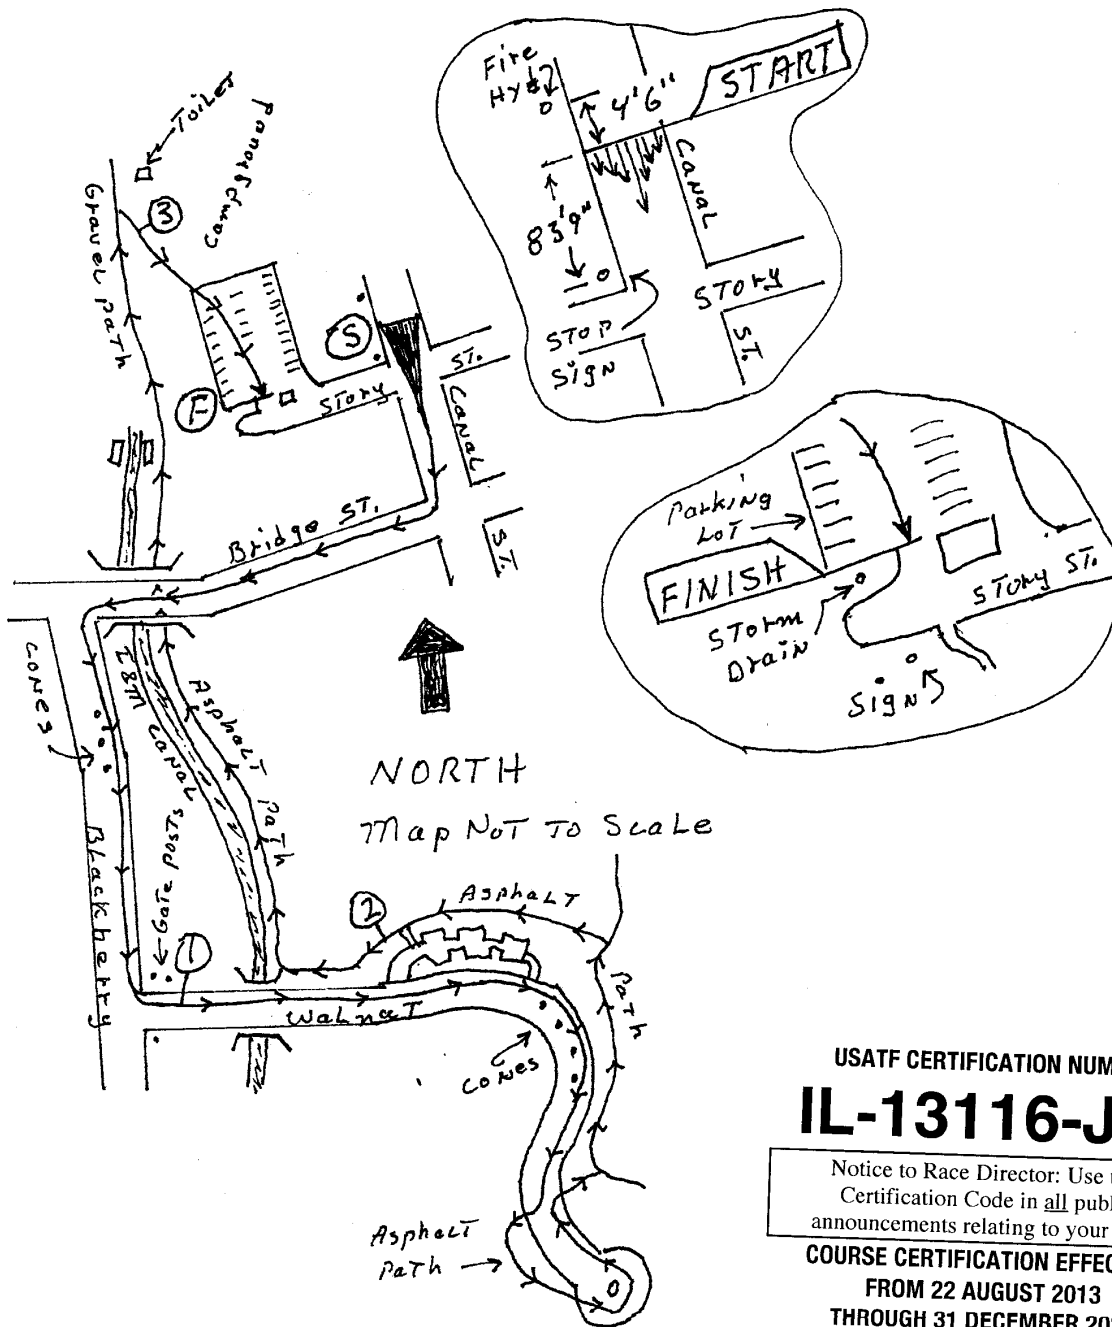 Fire
HYd
4'6"
START
CANAL
83'9"
STORY
ST.
STOP
SIGN
Toilet
Campground
Gravel Path
3
S
F
STORY
ST.
CANAL
ST.
Bridge ST.
Parking
LOT
FINISH
STORM
Drain
STORY ST.
Sign
CONES
I&M CANAL
Asphalt Path
NORTH
Map Not To Scale
Gate Posts
Blackberry
1
2
Asphalt
Path
Walnut
CONES
Asphalt
Path
USATF CERTIFICATION NUM
IL-13116-J
Notice to Race Director: Use
Certification Code in all publ
announcements relating to your
COURSE CERTIFICATION EFFEC
FROM 22 AUGUST 2013
THROUGH 31 DECEMBER 20